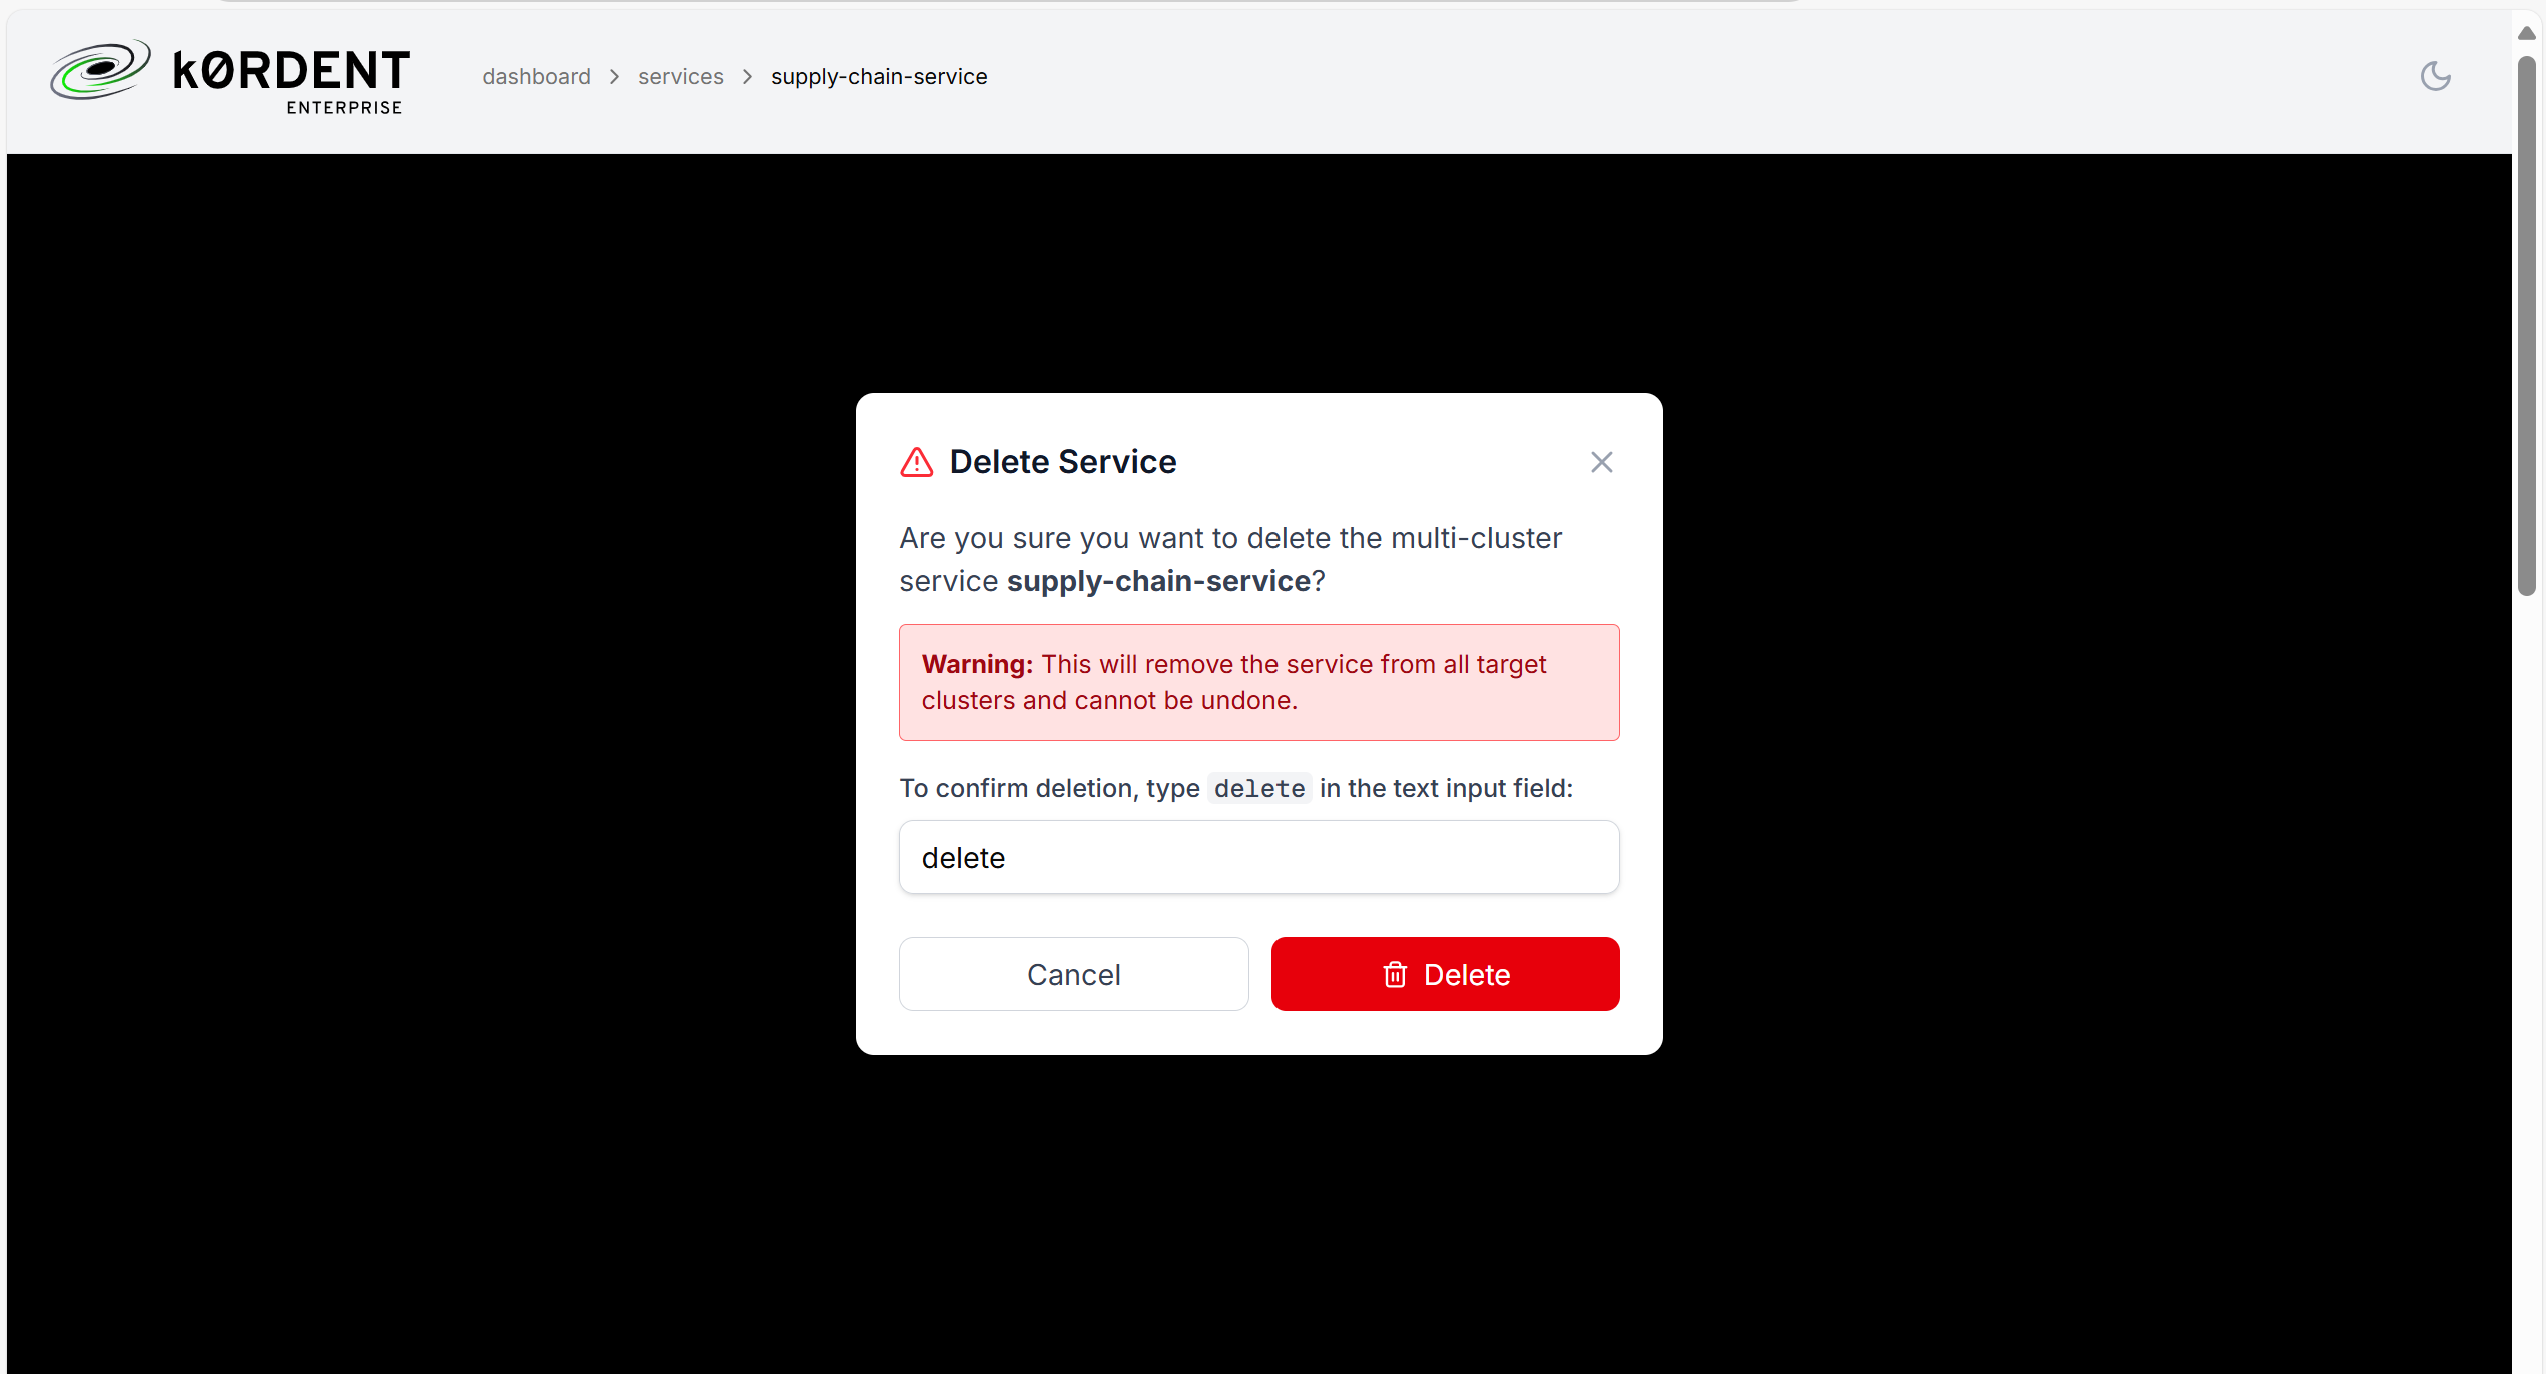 kØRDENT
ENTERPRISE
dashboard > services > supply-chain-service
Delete Service
Are you sure you want to delete the multi-cluster
service supply-chain-service?
Warning: This will remove the service from all target
clusters and cannot be undone.
To confirm deletion, type delete in the text input field:
delete
Cancel
Delete